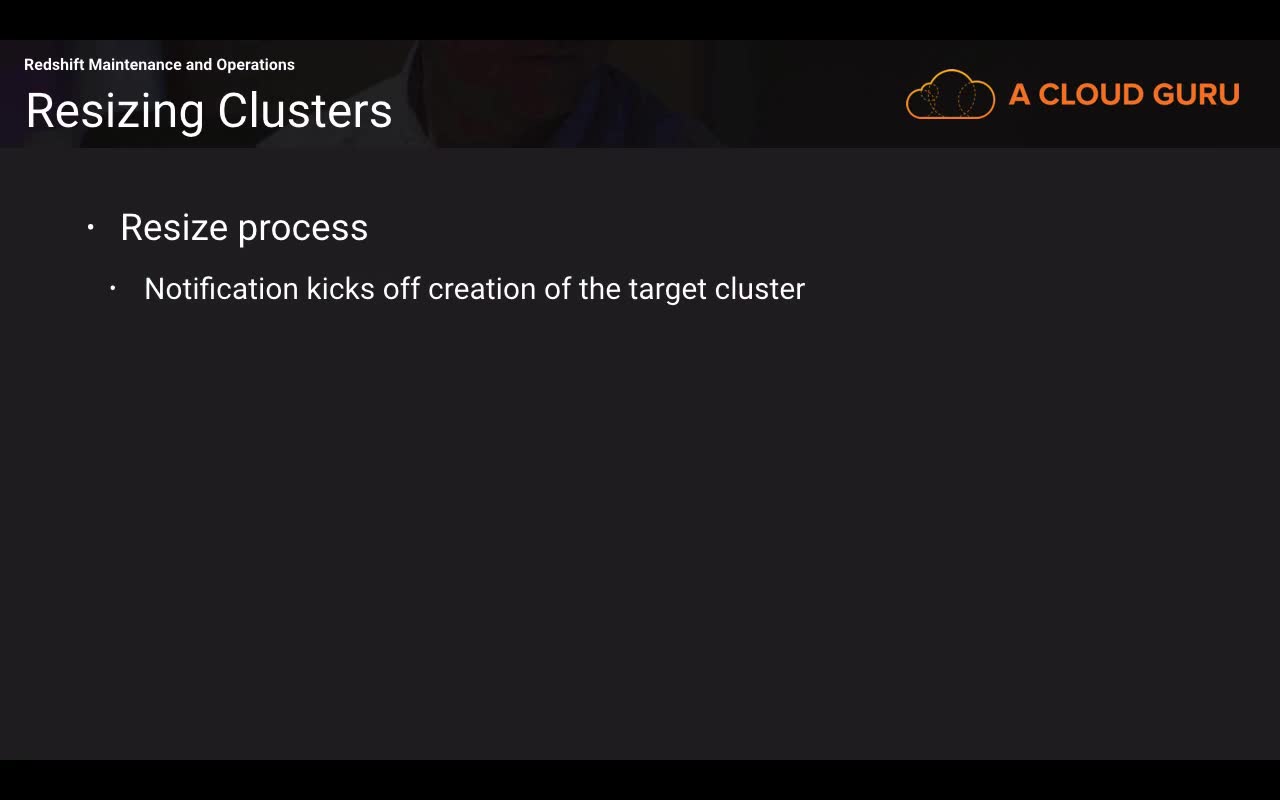 Redshift Maintenance and Operations
Resizing Clusters
A CLOUD GURU
• Resize process
• Notification kicks off creation of the target cluster